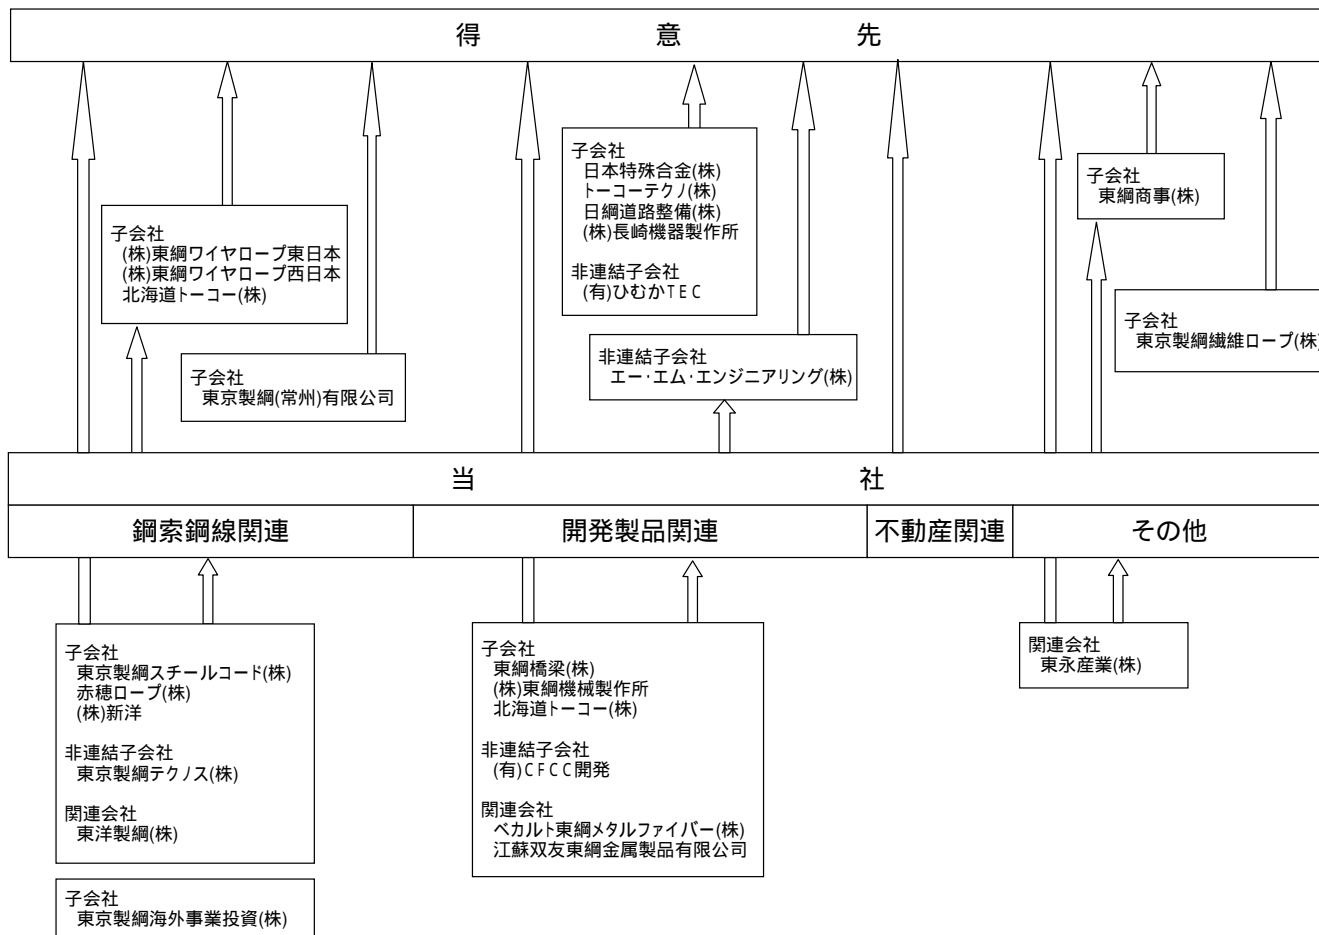 得意先
子会社
日本特殊合金(株)
トーコーテクノ(株)
日綱道路整備(株)
(株)長崎機器製作所
非連結子会社
(有)ひむかTEC
子会社
東綱商事(株)
子会社
(株)東綱ワイヤロープ東日本
(株)東綱ワイヤロープ西日本
北海道トーコー(株)
子会社
東京製綱繊維ロープ(株)
非連結子会社
エー・エム・エンジニアリング(株)
子会社
東京製綱(常州)有限公司
当社
鋼索鋼線関連
開発製品関連
不動産関連
その他
子会社
東京製綱スチールコード(株)
赤穂ロープ(株)
(株)新洋
非連結子会社
東京製綱テクノス(株)
関連会社
東洋製綱(株)
子会社
東綱橋梁(株)
(株)東綱機械製作所
北海道トーコー(株)
非連結子会社
(有)CFCC開発
関連会社
ベカルト東綱メタルファイバー(株)
江蘇双友東綱金属製品有限公司
関連会社
東永産業(株)
子会社
東京製綱海外事業投資(株)